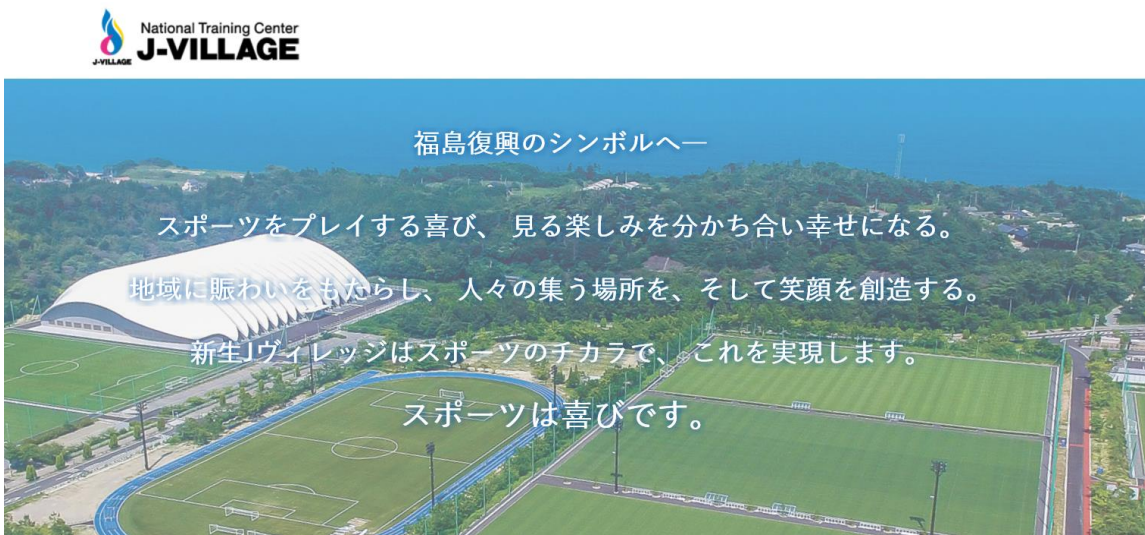 National Training Center
J-VILLAGE
J-VILLAGE
福島復興のシンボルへ―
スポーツをプレイする喜び、 見る楽しみを分かち合い幸せになる。
地域に賑わいをもたらし、 人々の集う場所を、そして笑顔を創造する。
新生Jヴィレッジはスポーツのチカラで、 これを実現します。
スポーツは喜びです。